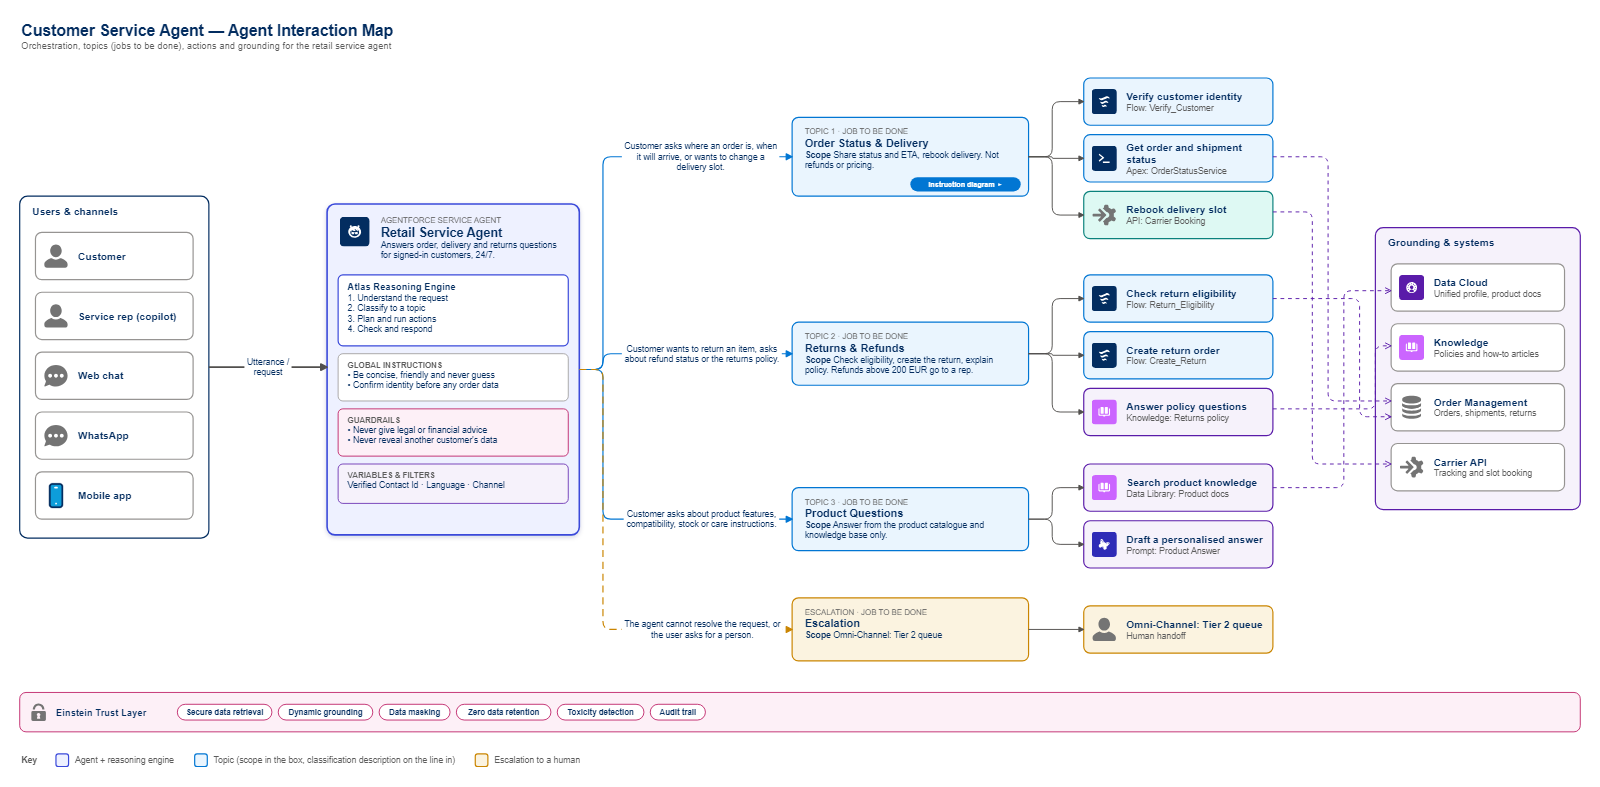 Customer Service Agent — Agent Interaction Map
Orchestration, topics (jobs to be done), actions and grounding for the retail service agent
Users & channels
Customer
Service rep (copilot)
Web chat
WhatsApp
Mobile app
Utterance /
request
AGENTFORCE SERVICE AGENT
Retail Service Agent
Answers order, delivery and returns questions
for signed-in customers, 24/7.
Atlas Reasoning Engine
1. Understand the request
2. Classify to a topic
3. Plan and run actions
4. Check and respond
GLOBAL INSTRUCTIONS
• Be concise, friendly and never guess
• Confirm identity before any order data
GUARDRAILS
• Never give legal or financial advice
• Never reveal another customer's data
VARIABLES & FILTERS
Verified Contact Id · Language · Channel
Customer asks where an order is, when
it will arrive, or wants to change a
delivery slot.
TOPIC 1 · JOB TO BE DONE
Order Status & Delivery
Scope Share status and ETA, rebook delivery. Not
refunds or pricing.
Instruction diagram ▸
Verify customer identity
Flow: Verify_Customer
Get order and shipment
status
Apex: OrderStatusService
Rebook delivery slot
API: Carrier Booking
Customer wants to return an item, asks
about refund status or the returns policy.
TOPIC 2 · JOB TO BE DONE
Returns & Refunds
Scope Check eligibility, create the return, explain
policy. Refunds above 200 EUR go to a rep.
Check return eligibility
Flow: Return_Eligibility
Create return order
Flow: Create_Return
Answer policy questions
Knowledge: Returns policy
Customer asks about product features,
compatibility, stock or care instructions.
TOPIC 3 · JOB TO BE DONE
Product Questions
Scope Answer from the product catalogue and
knowledge base only.
Search product knowledge
Data Library: Product docs
Draft a personalised answer
Prompt: Product Answer
The agent cannot resolve the request, or
the user asks for a person.
ESCALATION · JOB TO BE DONE
Escalation
Scope Omni-Channel: Tier 2 queue
Omni-Channel: Tier 2 queue
Human handoff
Grounding & systems
Data Cloud
Unified profile, product docs
Knowledge
Policies and how-to articles
Order Management
Orders, shipments, returns
Carrier API
Tracking and slot booking
Einstein Trust Layer
Secure data retrieval
Dynamic grounding
Data masking
Zero data retention
Toxicity detection
Audit trail
Key
Agent + reasoning engine
Topic (scope in the box, classification description on the line in)
Escalation to a human